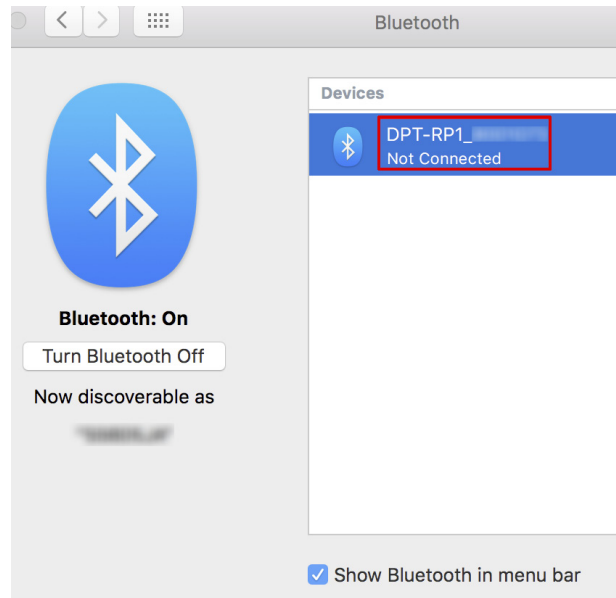 Bluetooth
Devices
DPT-RP1_
Not Connected
Bluetooth: On
Turn Bluetooth Off
Now discoverable as
Show Bluetooth in menu bar